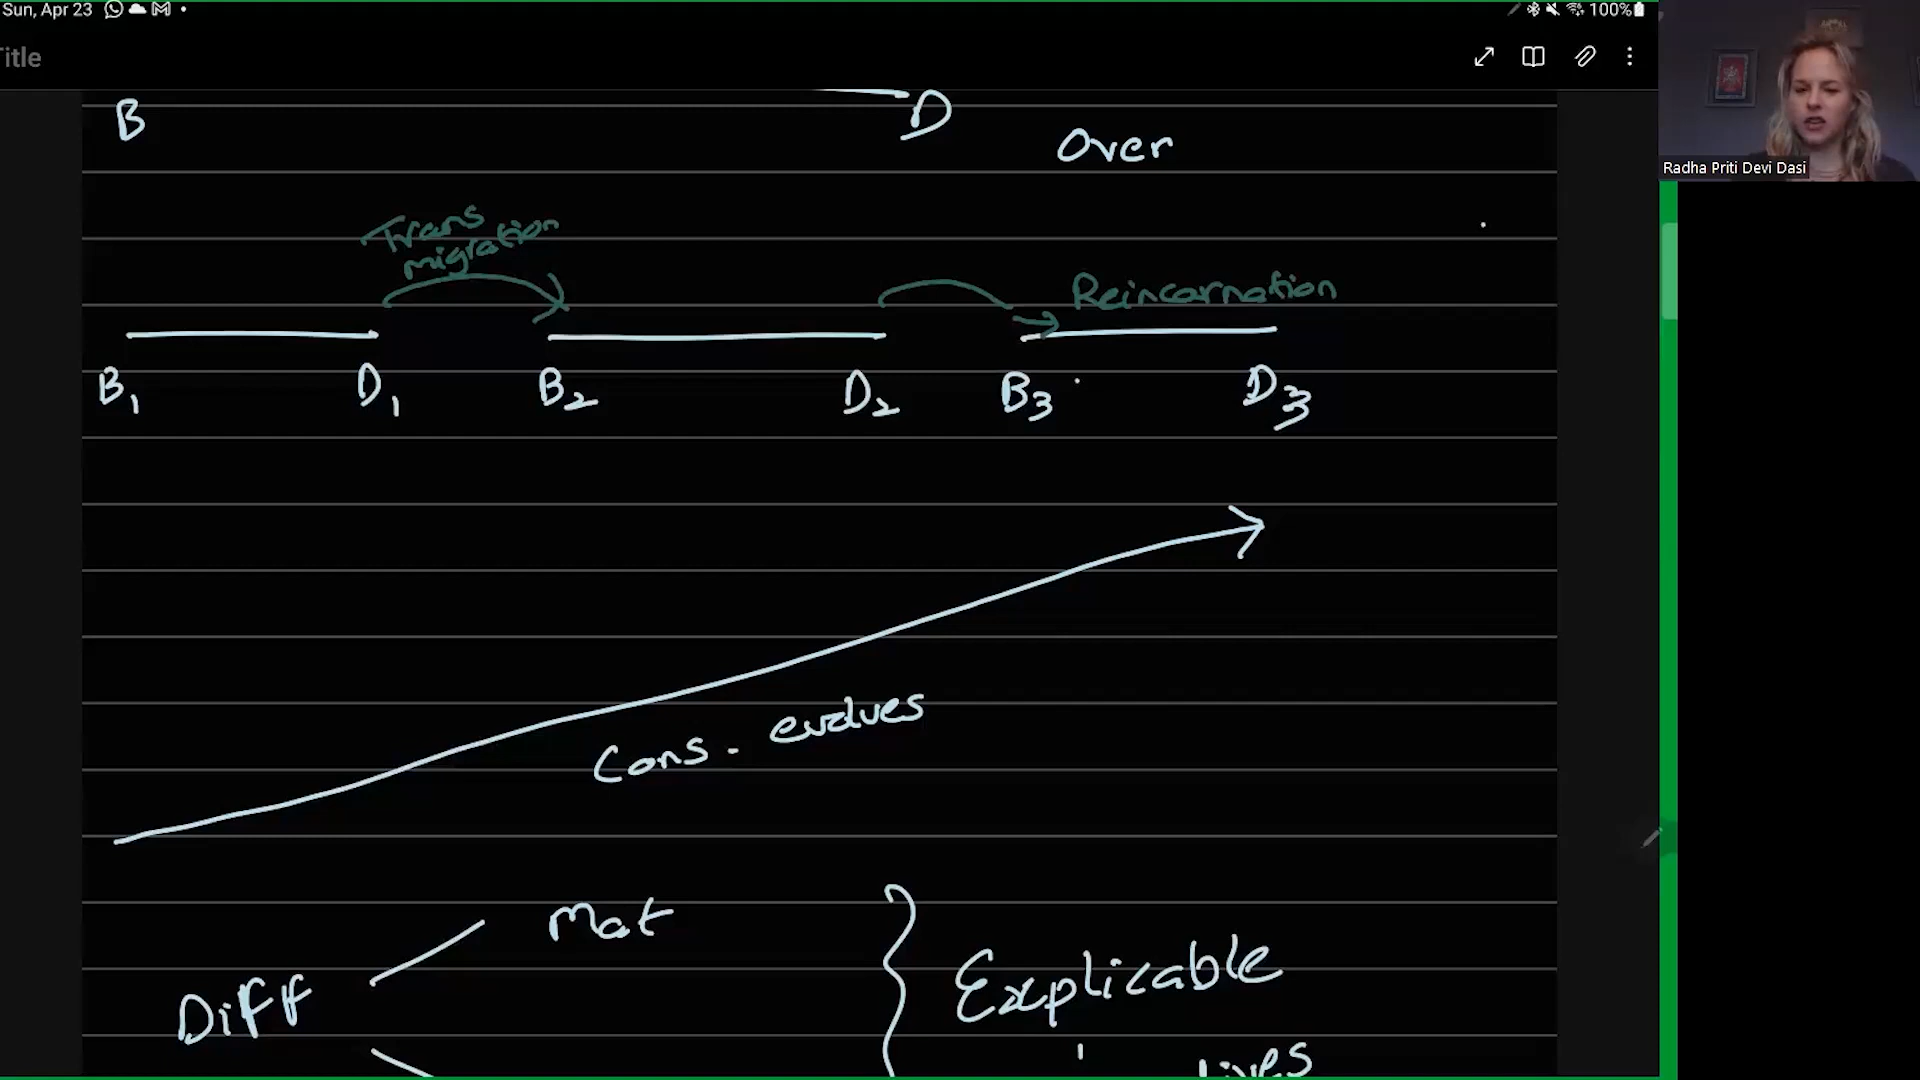 Sun, Apr 23
100%
Title
Radha Priti Devi Dasi
B D
Over
Trans
migration
Reincarnation
B1 D1 B2 D2 B3 D3
Cons. evolves
Mat
Diff
Explicable
lives